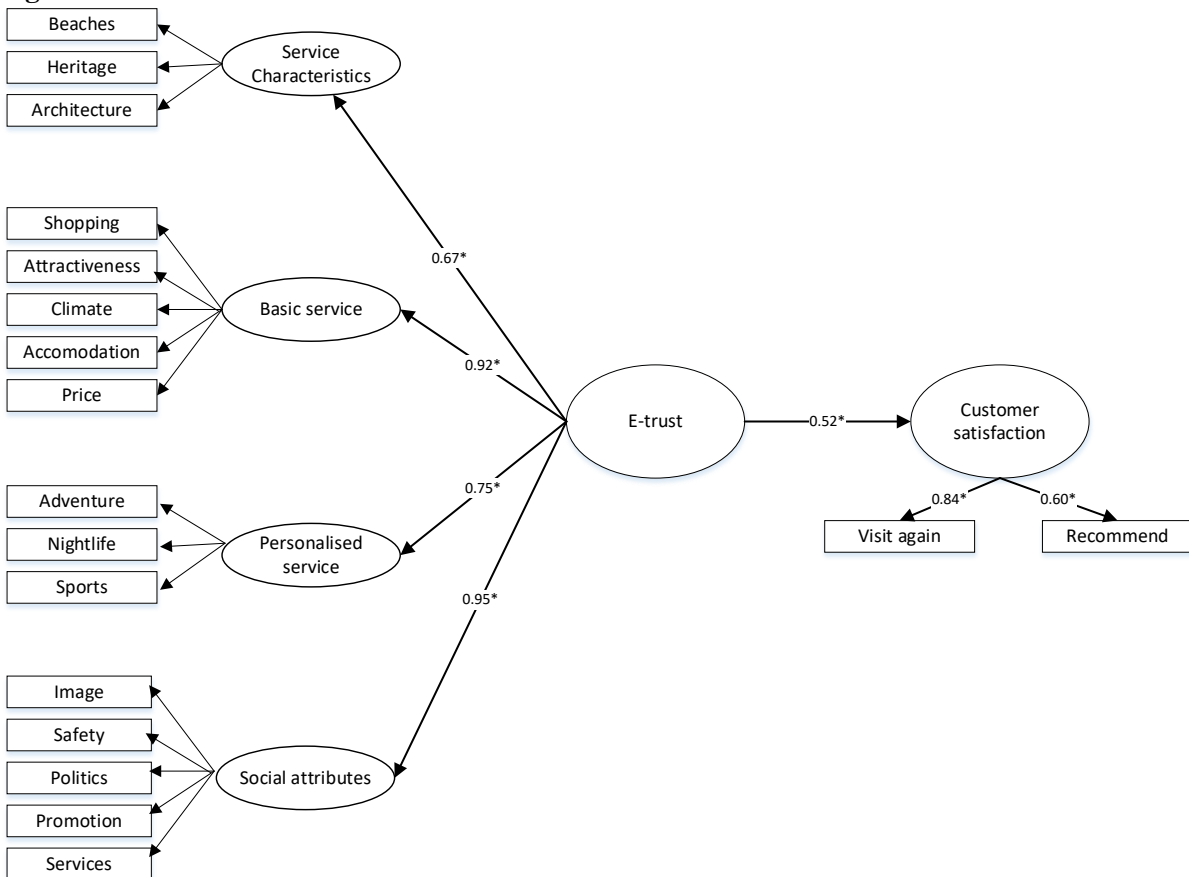 Beaches
Heritage
Architecture
Service
Characteristics
0.67*
Shopping
Attractiveness
Climate
Accomodation
Price
Basic service
0.92*
E-trust
0.52*
Customer
satisfaction
0.84*
0.60*
Visit again
Recommend
Adventure
Nightlife
Sports
Personalised
service
0.75*
0.95*
Image
Safety
Politics
Promotion
Services
Social attributes